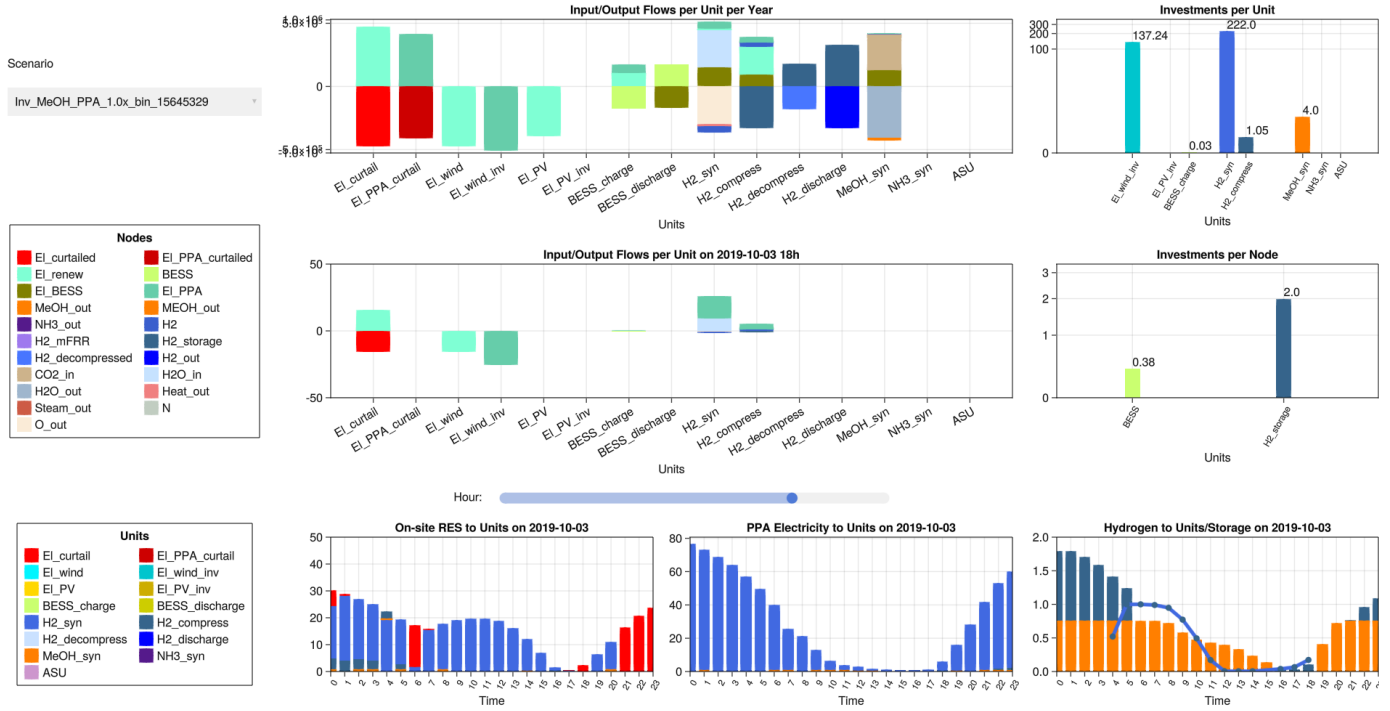 Scenario
Inv_MeOH_PPA_1.0x_bin_15645329
Input/Output Flows per Unit per Year
5.0×10⁵
0
El_curtail
El_PPA_curtail
El_wind
El_wind_inv
El_PV
El_PV_inv
BESS_charge
BESS_discharge
H2_syn
H2_compress
H2_decompress
H2_discharge
MeOH_syn
NH3_syn
ASU
Units
Investments per Unit
300
200
100
0
137.24
0.03
222.0
1.05
4.0
El_wind_inv
El_PV_inv
BESS_charge
H2_syn
H2_compress
MeOH_syn
NH3_syn
ASU
Units
Nodes
El_curtailed
El_PPA_curtailed
El_renew
BESS
El_BESS
El_PPA
MeOH_out
MEOH_out
NH3_out
H2
H2_mFRR
H2_storage
H2_decompressed
H2_out
CO2_in
H2O_in
H2O_out
Heat_out
Steam_out
N
O_out
Input/Output Flows per Unit on 2019-10-03 18h
50
0
-50
El_curtail
El_PPA_curtail
El_wind
El_wind_inv
El_PV
El_PV_inv
BESS_charge
BESS_discharge
H2_syn
H2_compress
H2_decompress
H2_discharge
MeOH_syn
NH3_syn
ASU
Units
Investments per Node
3
2
1
0
0.38
2.0
BESS
H2_storage
Units
Hour:
Units
El_curtail
El_PPA_curtail
El_wind
El_wind_inv
El_PV
El_PV_inv
BESS_charge
BESS_discharge
H2_syn
H2_compress
H2_decompress
H2_discharge
MeOH_syn
NH3_syn
ASU
On-site RES to Units on 2019-10-03
50
40
30
20
10
0
0 1 2 3 4 5 6 7 8 9 10 11 12 13 14 15 16 17 18 19 20 21 22 23
Time
PPA Electricity to Units on 2019-10-03
80
60
40
20
0
0 1 2 3 4 5 6 7 8 9 10 11 12 13 14 15 16 17 18 19 20 21 22 23
Time
Hydrogen to Units/Storage on 2019-10-03
2.0
1.5
1.0
0.5
0.0
0 1 2 3 4 5 6 7 8 9 10 11 12 13 14 15 16 17 18 19 20 21 22
Time